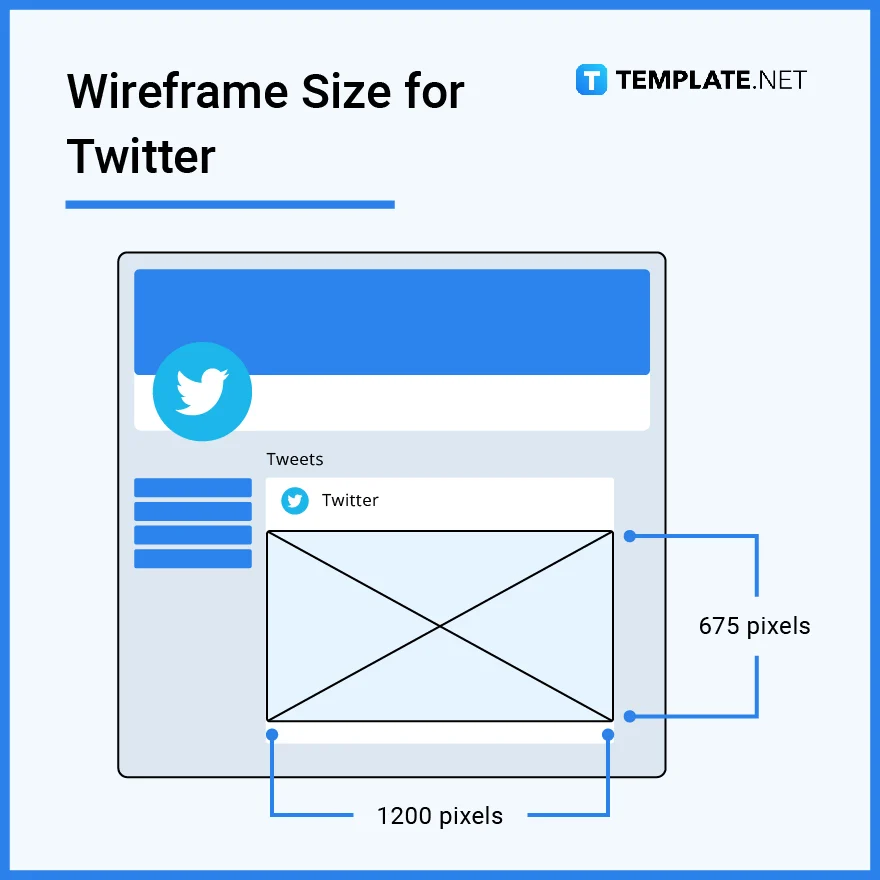 Wireframe Size for
Twitter
T TEMPLATE.NET
Tweets
Twitter
675 pixels
1200 pixels